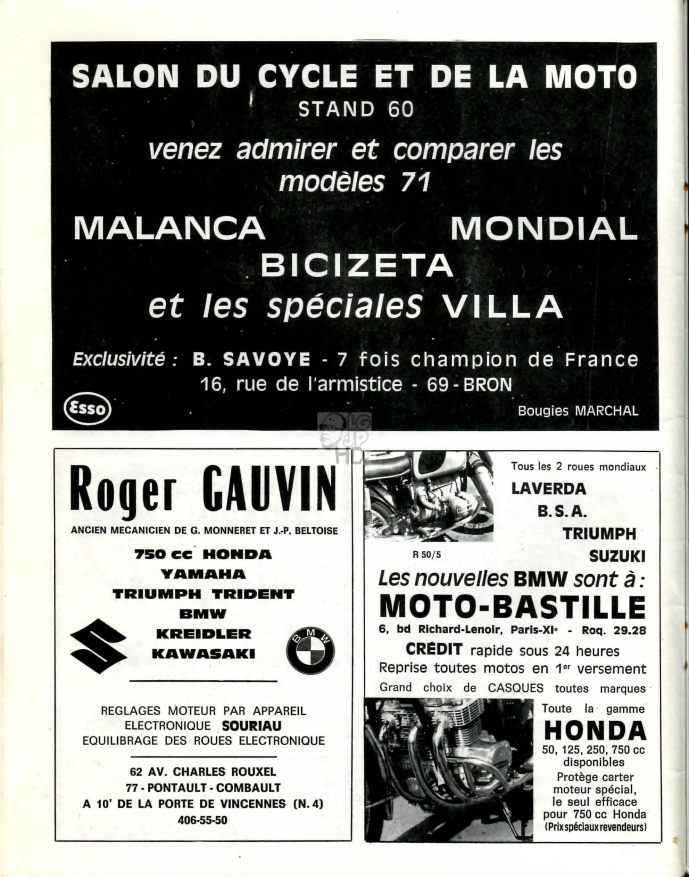 SALON DU CYCLE ET DE LA MOTO
STAND 60
venez admirer et comparer les
modèles 71
MALANCA MONDIAL
BICIZETA
et les spécialeS VILLA
Exclusivité : B. SAVOYE - 7 fois champion de France
16, rue de l'armistice - 69 - BRON
Esso
Bougies MARCHAL
LG
JP
HD
Roger GAUVIN
ANCIEN MECANICIEN DE G. MONNERET ET J.-P. BELTOISE
750 cc HONDA
YAMAHA
TRIUMPH TRIDENT
BMW
KREIDLER
KAWASAKI
BMW
REGLAGES MOTEUR PAR APPAREIL
ELECTRONIQUE SOURIAU
EQUILIBRAGE DES ROUES ELECTRONIQUE
62 AV. CHARLES ROUXEL
77 - PONTAULT - COMBAULT
A 10' DE LA PORTE DE VINCENNES (N. 4)
406-55-50
Tous les 2 roues mondiaux
LAVERDA
B.S.A.
TRIUMPH
SUZUKI
R 50/5
Les nouvelles BMW sont à :
MOTO-BASTILLE
6, bd Richard-Lenoir, Paris-XIe - Roq. 29.28
CRÉDIT rapide sous 24 heures
Reprise toutes motos en 1er versement
Grand choix de CASQUES toutes marques
Toute la gamme
HONDA
50, 125, 250, 750 cc
disponibles
Protège carter
moteur spécial,
le seul efficace
pour 750 cc Honda
(Prix spéciaux revendeurs)